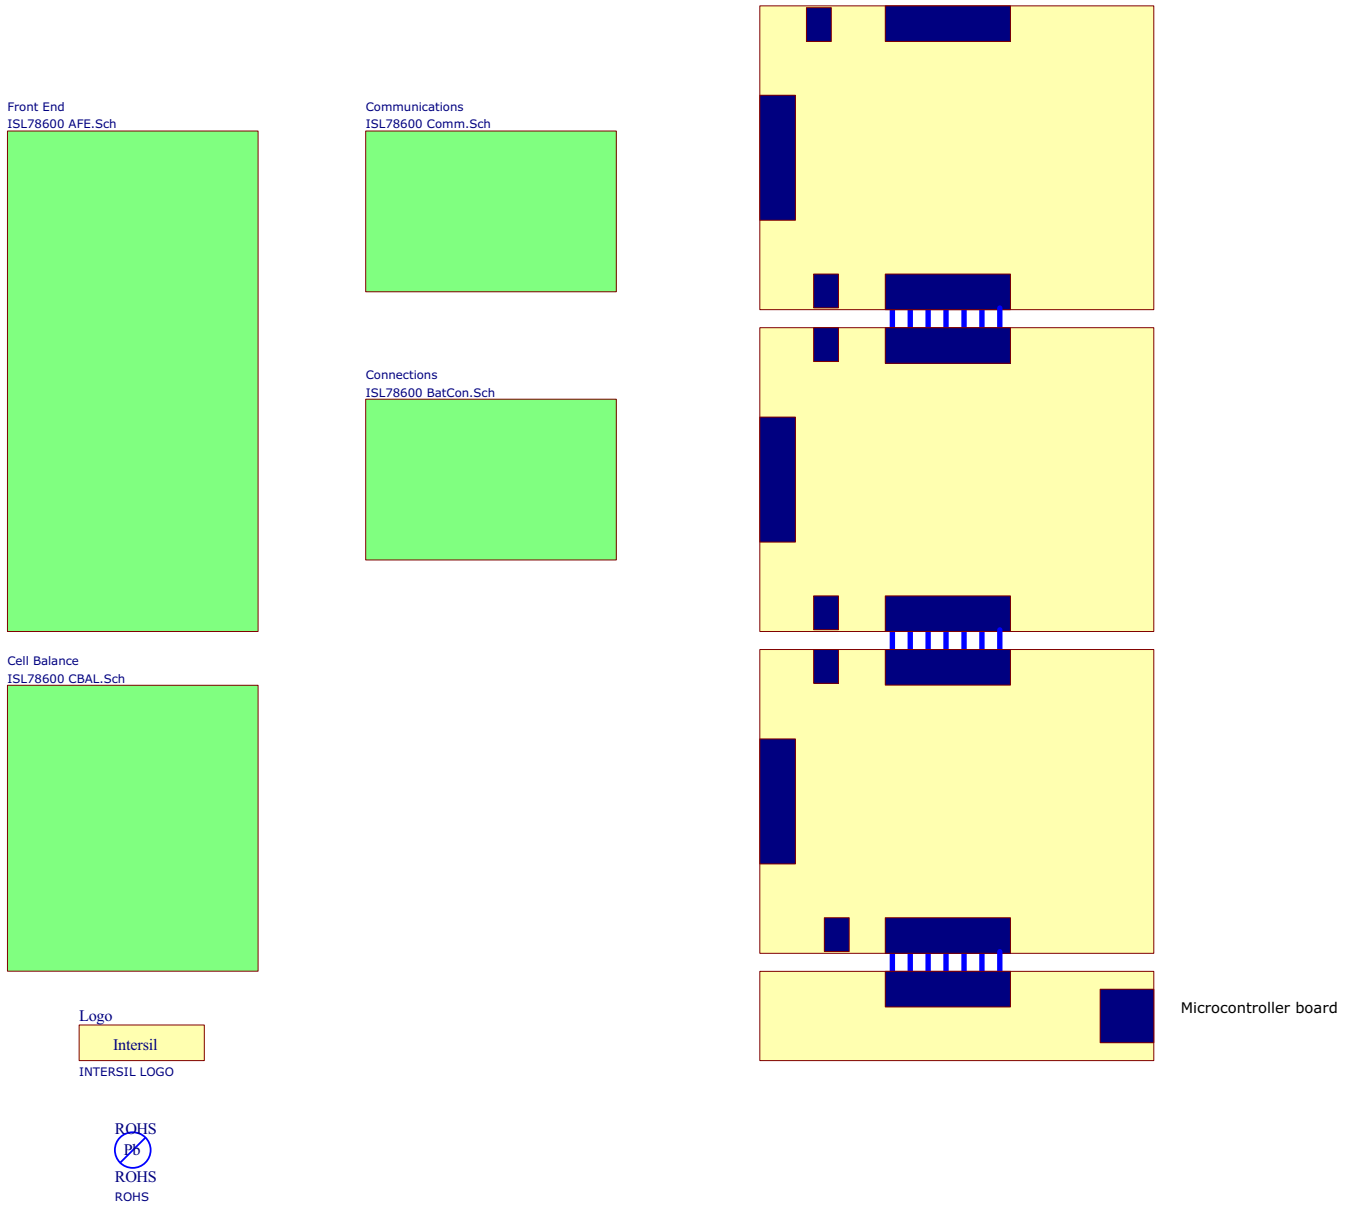 Front End
ISL78600 AFE.Sch
Communications
ISL78600 Comm.Sch
Connections
ISL78600 BatCon.Sch
Cell Balance
ISL78600 CBAL.Sch
Microcontroller board
Logo
Intersil
INTERSIL LOGO
ROHS
Pb
ROHS
ROHS